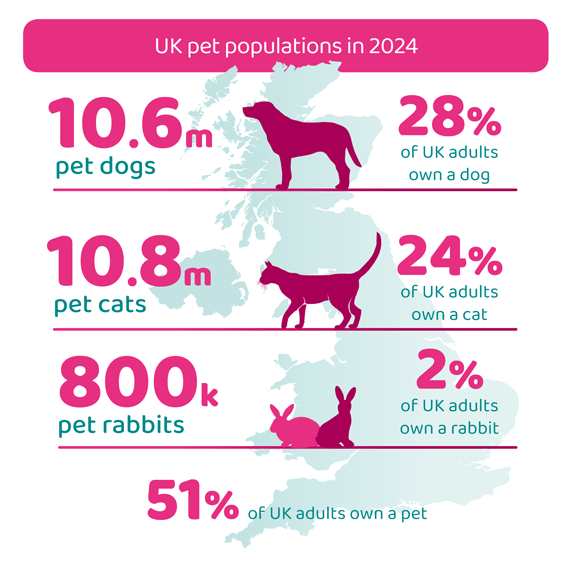 UK pet populations in 2024
10.6m
pet dogs
28%
of UK adults
own a dog
10.8m
pet cats
24%
of UK adults
own a cat
800k
pet rabbits
2%
of UK adults
own a rabbit
51% of UK adults own a pet